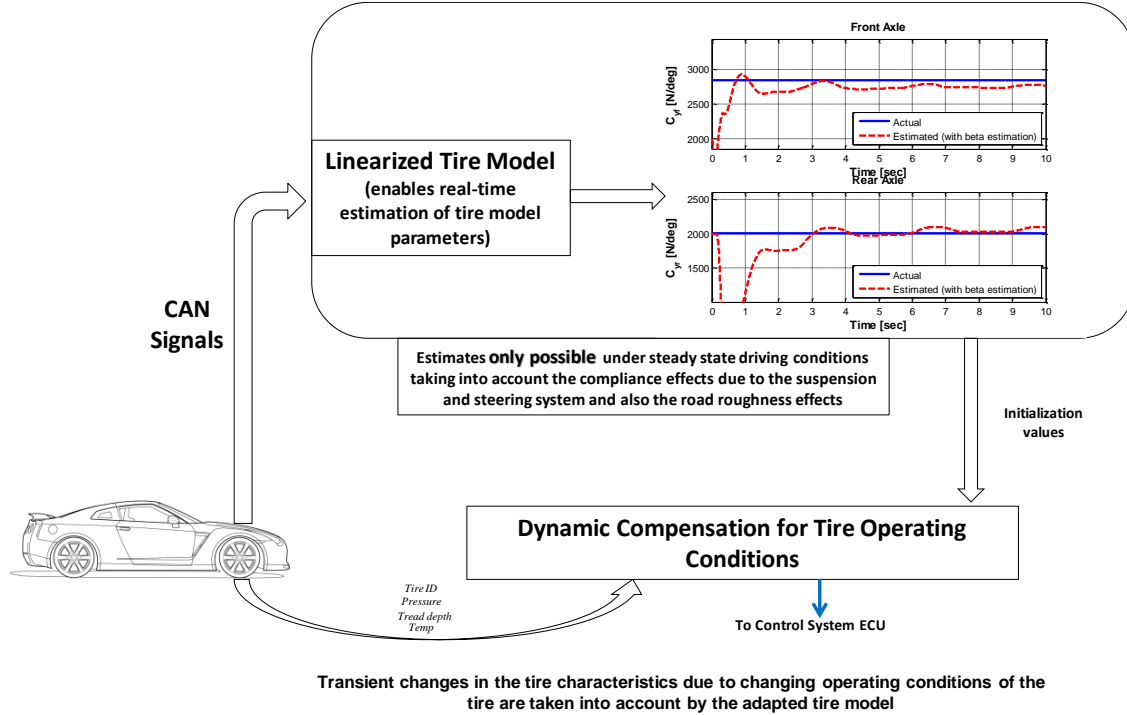 Front Axle
3000
2500
2000
C yf [N/deg]
Actual
Estimated (with beta estimation)
0 1 2 3 4 5 6 7 8 9 10
Time [sec]
Rear Axle
2500
2000
1500
C yr [N/deg]
Actual
Estimated (with beta estimation)
0 1 2 3 4 5 6 7 8 9 10
Time [sec]
Linearized Tire Model
(enables real-time
estimation of tire model
parameters)
CAN
Signals
Estimates only possible under steady state driving conditions
taking into account the compliance effects due to the suspension
and steering system and also the road roughness effects
Initialization
values
Dynamic Compensation for Tire Operating
Conditions
Tire ID
Pressure
Tread depth
Temp
To Control System ECU
Transient changes in the tire characteristics due to changing operating conditions of the
tire are taken into account by the adapted tire model